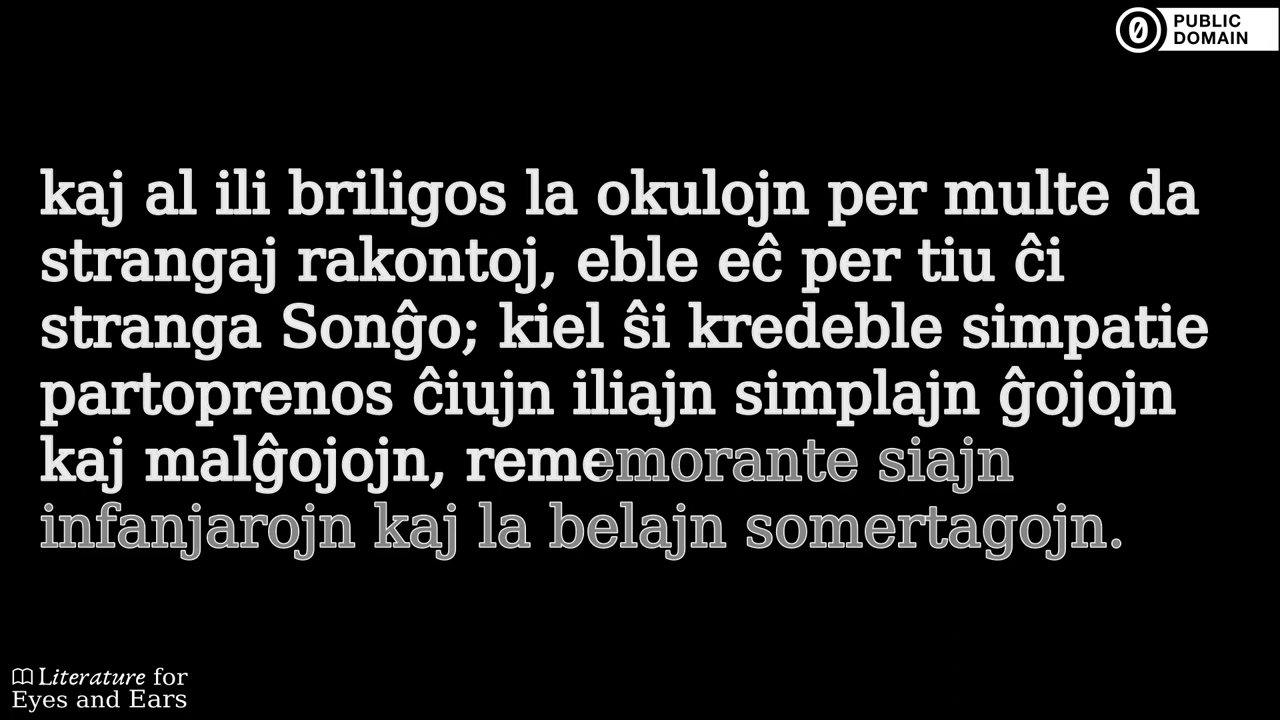 PUBLIC
DOMAIN
kaj al ili briligos la okulojn per multe da
strangaj rakontoj, eble eĉ per tiu ĉi
stranga Sonĝo; kiel ŝi kredeble simpatie
partoprenos ĉiujn iliajn simplajn ĝojojn
kaj malĝojojn, rememorante siajn
infanjarojn kaj la belajn somertagojn.
Literature for
Eyes and Ears